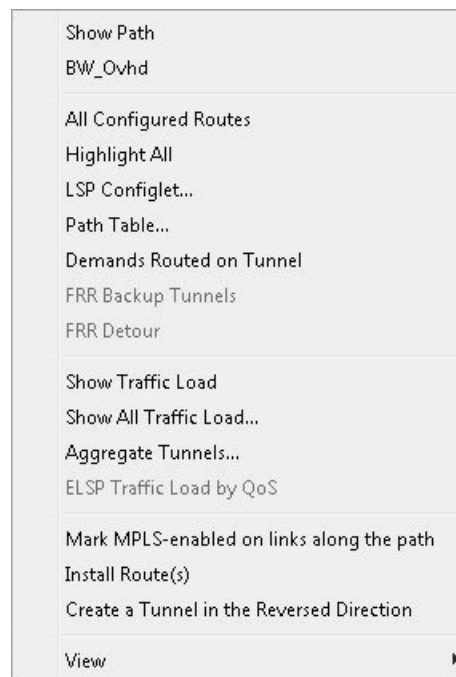 Show Path
BW_Ovhd
All Configured Routes
Highlight All
LSP Configlet...
Path Table...
Demands Routed on Tunnel
FRR Backup Tunnels
FRR Detour
Show Traffic Load
Show All Traffic Load...
Aggregate Tunnels...
ELSP Traffic Load by QoS
Mark MPLS-enabled on links along the path
Install Route(s)
Create a Tunnel in the Reversed Direction
View